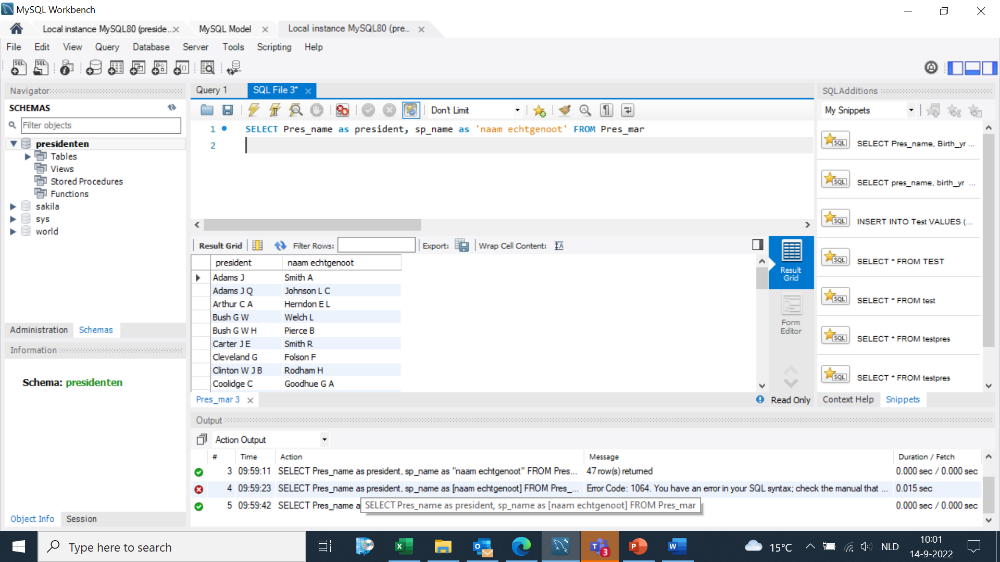 MySQL Workbench
Local instance MySQL80 (preside... MySQL Model Local instance MySQL80 (pre...
File Edit View Query Database Server Tools Scripting Help
Navigator
SCHEMAS
Filter objects
presidenten
Tables
Views
Stored Procedures
Functions
sakila
sys
world
Administration Schemas
Information
Schema: presidenten
Object Info Session
Query 1 SQL File 3*
Don't Limit
1 SELECT Pres_name as president, sp_name as 'naam echtgenoot' FROM Pres_mar
2
Result Grid Filter Rows: Export: Wrap Cell Content:
president naam echtgenoot
Adams J Smith A
Adams J Q Johnson L C
Arthur C A Herndon E L
Bush G W Welch L
Bush G W H Pierce B
Carter J E Smith R
Cleveland G Folson F
Clinton W J B Rodham H
Coolidge C Goodhue G A
Result
Grid
Form
Editor
Pres_mar 3 Read Only
SQLAdditions
My Snippets
SELECT Pres_name, Birth_yr ...
SELECT pres_name, birth_yr ...
INSERT INTO Test VALUES (...
SELECT * FROM TEST
SELECT * FROM test
SELECT * FROM testpres
SELECT * FROM testpres
Context Help Snippets
Output
Action Output
# Time Action Message Duration / Fetch
3 09:59:11 SELECT Pres_name as president, sp_name as "naam echtgenoot" FROM Pres... 47 row(s) returned 0.000 sec / 0.000 sec
4 09:59:23 SELECT Pres_name as president, sp_name as [naam echtgenoot] FROM Pres_... Error Code: 1064. You have an error in your SQL syntax; check the manual that ... 0.015 sec
5 09:59:42 SELECT Pres_name a 0.000 sec / 0.000 sec
SELECT Pres_name as president, sp_name as [naam echtgenoot] FROM Pres_mar
Type here to search
3
15°C NLD 10:01
14-9-2022